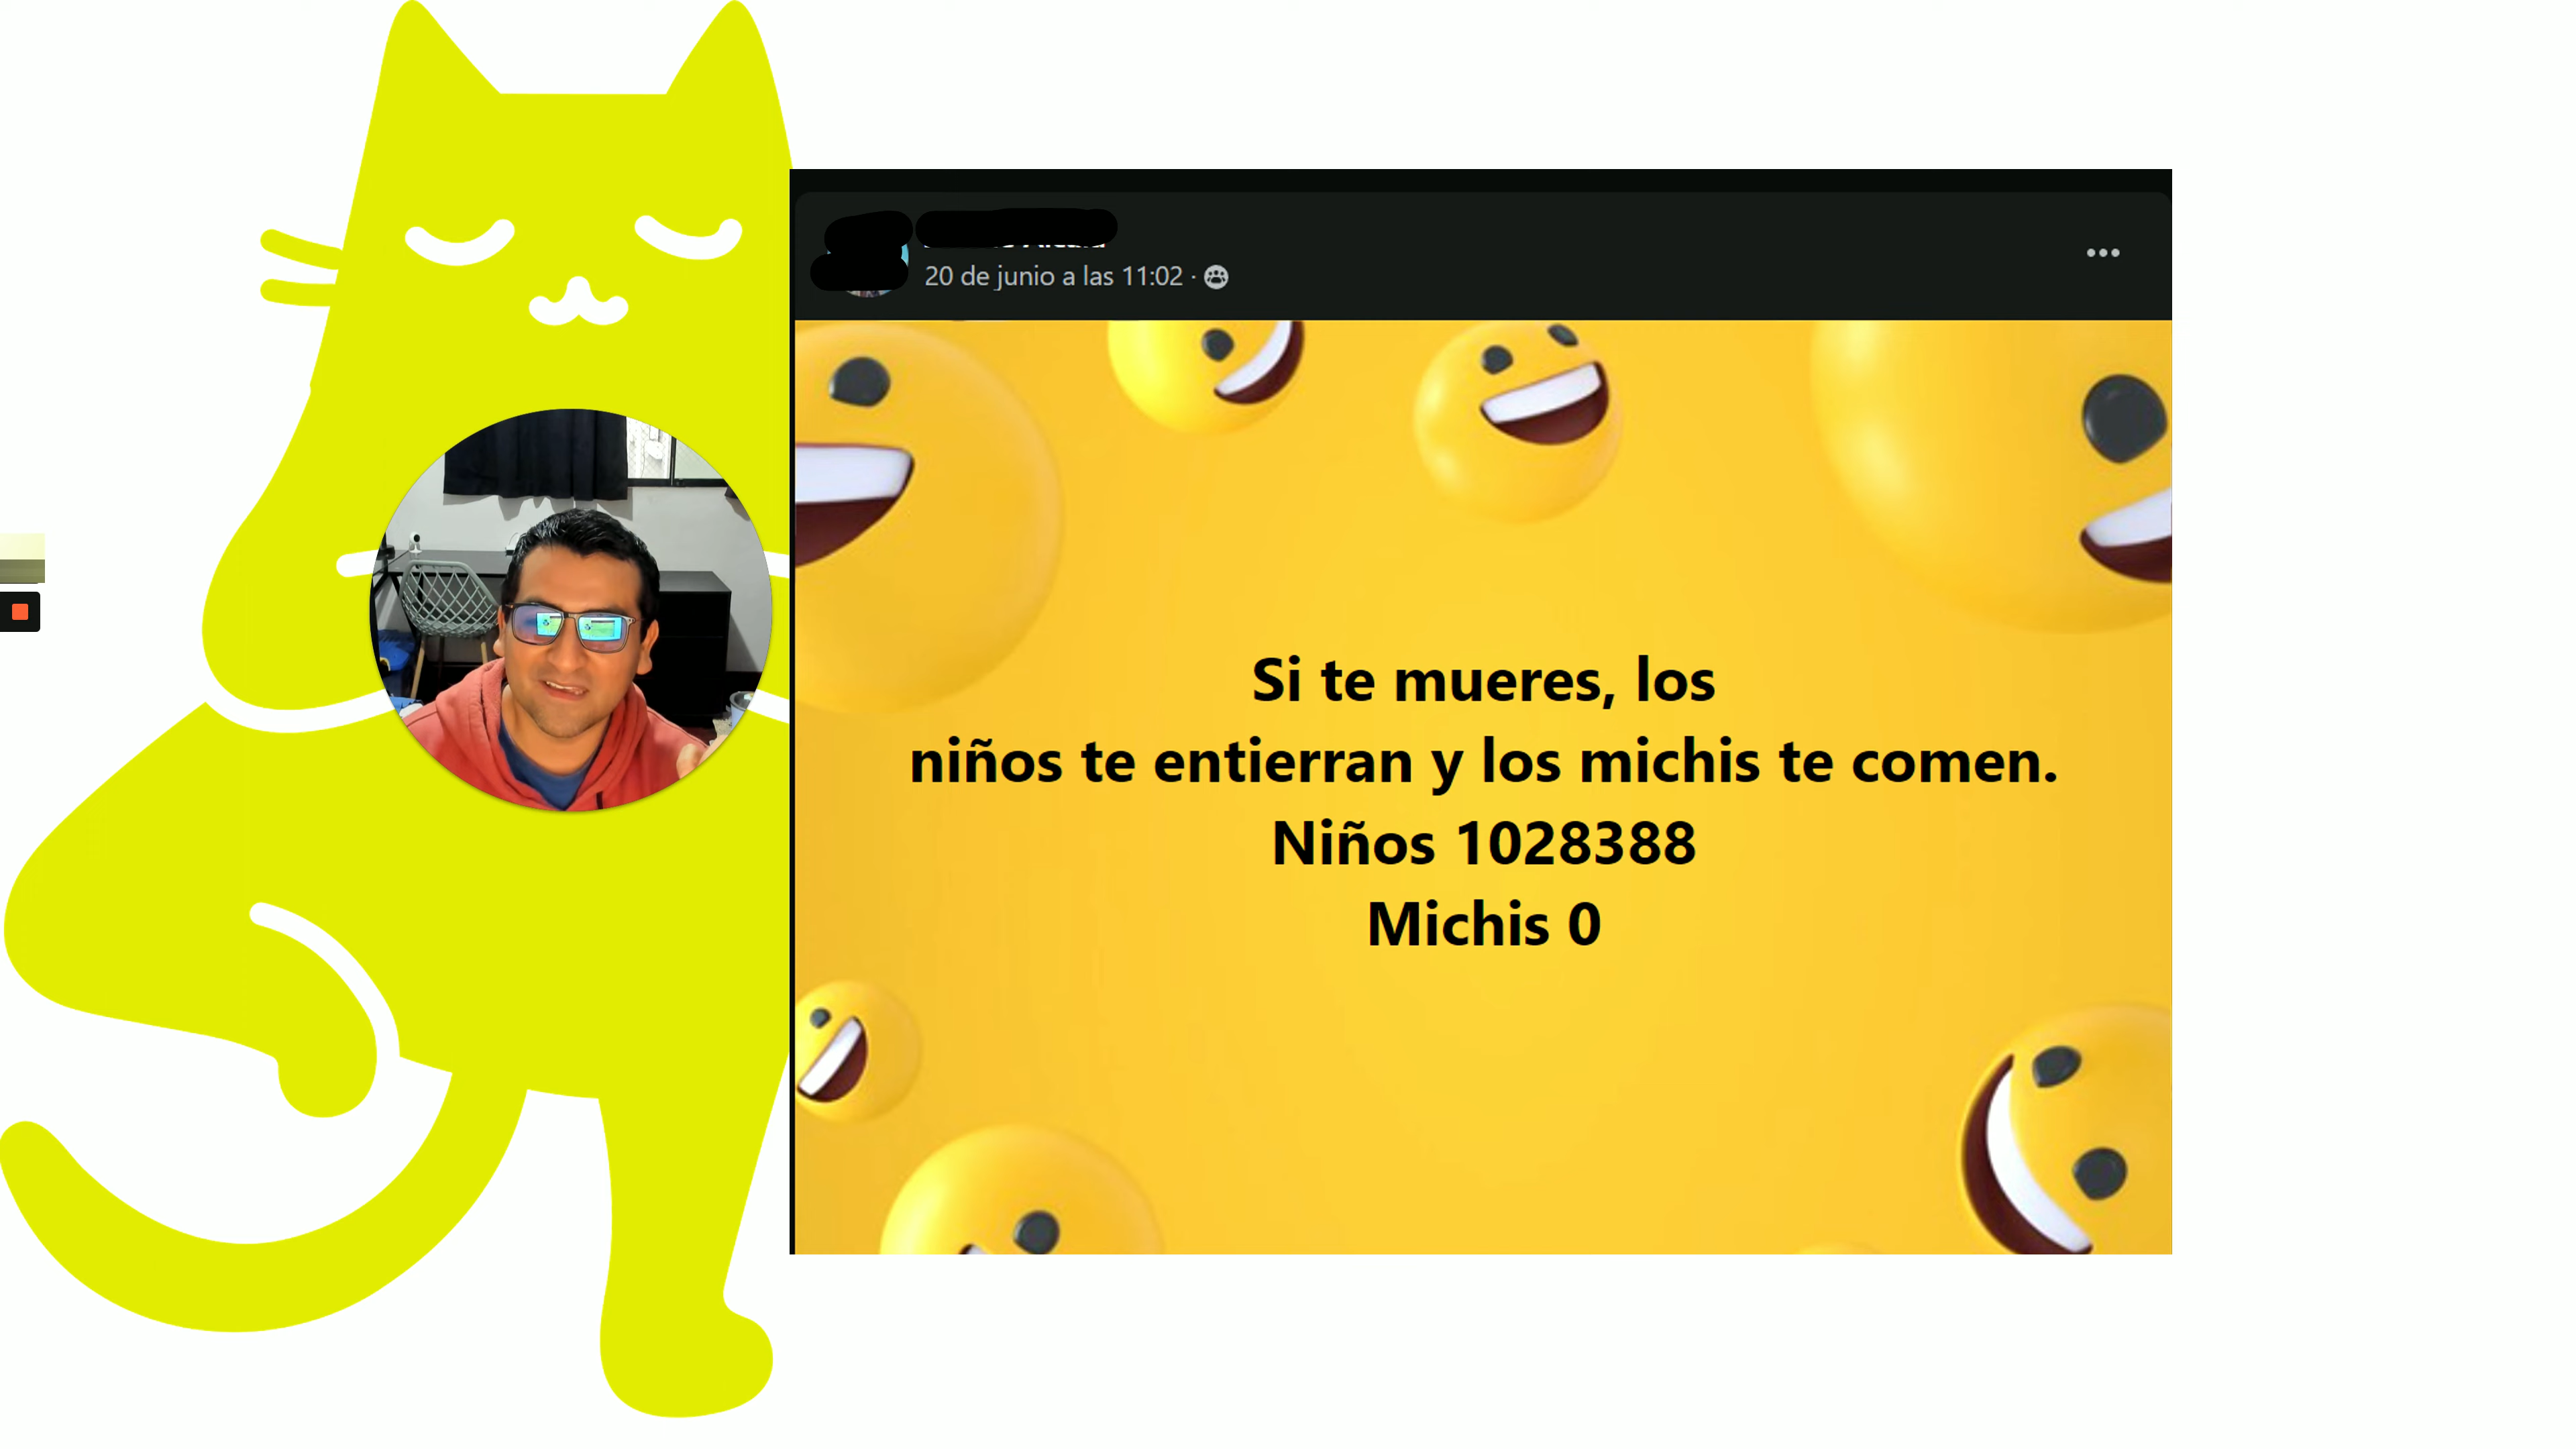 20 de junio a las 11:02 ·
Si te mueres, los
niños te entierran y los michis te comen.
Niños 1028388
Michis 0